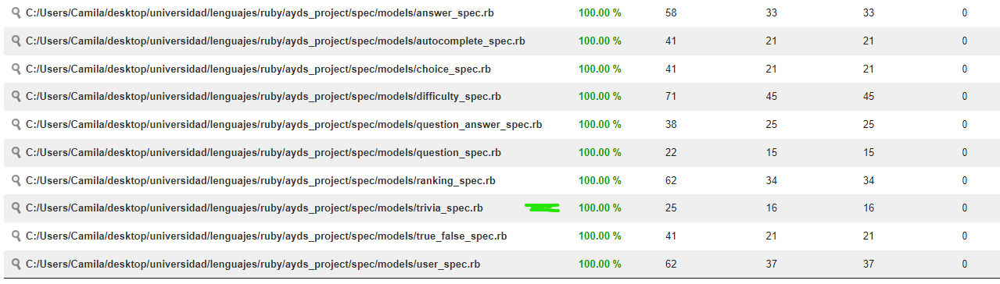 C:/Users/Camila/desktop/universidad/lenguajes/ruby/ayds_project/spec/models/answer_spec.rb 100.00 % 58 33 33 0
C:/Users/Camila/desktop/universidad/lenguajes/ruby/ayds_project/spec/models/autocomplete_spec.rb 100.00 % 41 21 21 0
C:/Users/Camila/desktop/universidad/lenguajes/ruby/ayds_project/spec/models/choice_spec.rb 100.00 % 41 21 21 0
C:/Users/Camila/desktop/universidad/lenguajes/ruby/ayds_project/spec/models/difficulty_spec.rb 100.00 % 71 45 45 0
C:/Users/Camila/desktop/universidad/lenguajes/ruby/ayds_project/spec/models/question_answer_spec.rb 100.00 % 38 25 25 0
C:/Users/Camila/desktop/universidad/lenguajes/ruby/ayds_project/spec/models/question_spec.rb 100.00 % 22 15 15 0
C:/Users/Camila/desktop/universidad/lenguajes/ruby/ayds_project/spec/models/ranking_spec.rb 100.00 % 62 34 34 0
C:/Users/Camila/desktop/universidad/lenguajes/ruby/ayds_project/spec/models/trivia_spec.rb 100.00 % 25 16 16 0
C:/Users/Camila/desktop/universidad/lenguajes/ruby/ayds_project/spec/models/true_false_spec.rb 100.00 % 41 21 21 0
C:/Users/Camila/desktop/universidad/lenguajes/ruby/ayds_project/spec/models/user_spec.rb 100.00 % 62 37 37 0